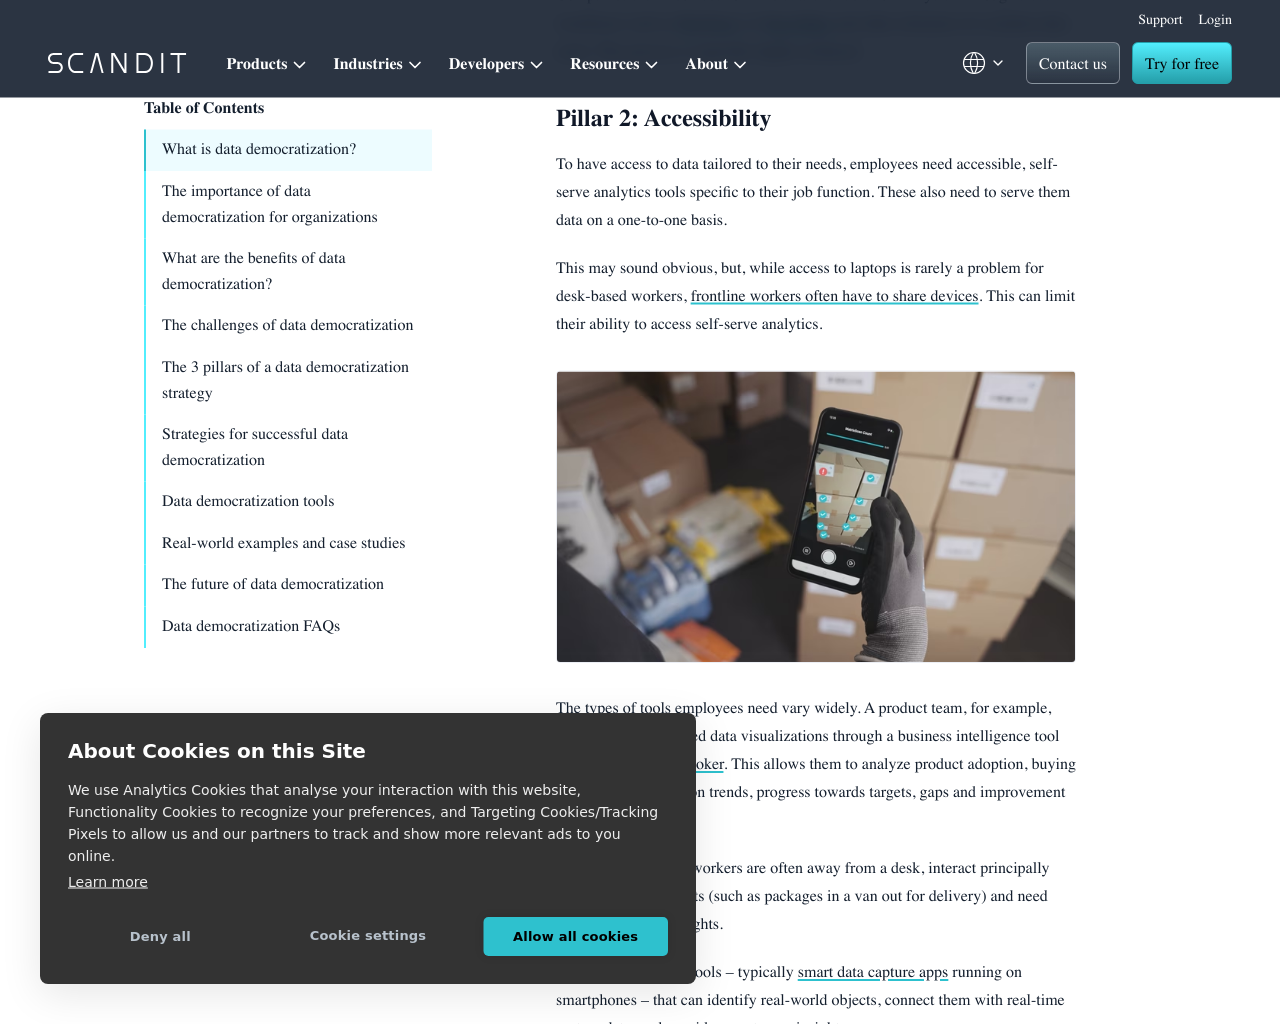 Support Login
SCANDIT Products Industries Developers Resources About Contact us Try for free
Table of Contents
What is data democratization?
The importance of data
democratization for organizations
What are the benefits of data
democratization?
The challenges of data democratization
The 3 pillars of a data democratization
strategy
Strategies for successful data
democratization
Data democratization tools
Real-world examples and case studies
The future of data democratization
Data democratization FAQs
Pillar 2: Accessibility
To have access to data tailored to their needs, employees need accessible, self-
serve analytics tools specific to their job function. These also need to serve them
data on a one-to-one basis.
This may sound obvious, but, while access to laptops is rarely a problem for
desk-based workers, frontline workers often have to share devices. This can limit
their ability to access self-serve analytics.
The types of tools employees need vary widely. A product team, for example,
data visualizations through a business intelligence tool
. This allows them to analyze product adoption, buying
trends, progress towards targets, gaps and improvement
workers are often away from a desk, interact principally
(such as packages in a van out for delivery) and need
tools – typically smart data capture apps running on
smartphones – that can identify real-world objects, connect them with real-time
About Cookies on this Site
We use Analytics Cookies that analyse your interaction with this website,
Functionality Cookies to recognize your preferences, and Targeting Cookies/Tracking
Pixels to allow us and our partners to track and show more relevant ads to you
online.
Learn more
Deny all Cookie settings Allow all cookies